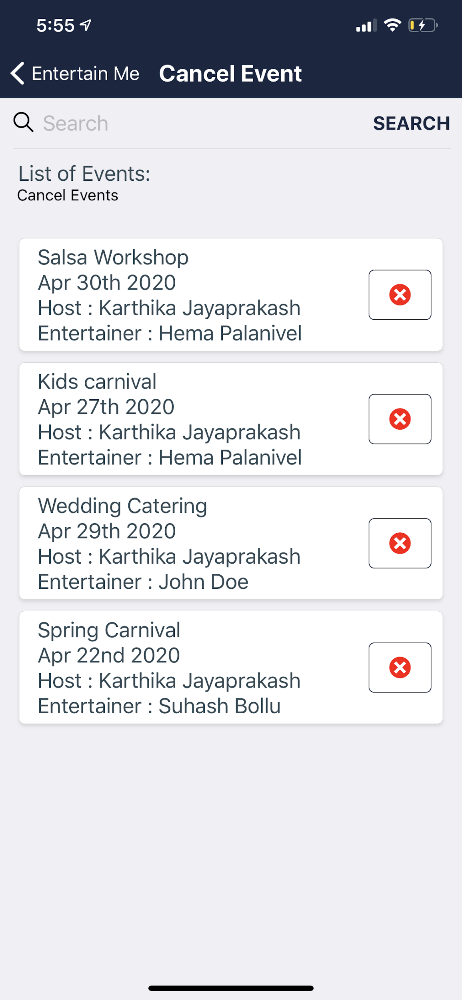 5:55
Entertain Me Cancel Event
Search SEARCH
List of Events:
Cancel Events
Salsa Workshop
Apr 30th 2020
Host : Karthika Jayaprakash
Entertainer : Hema Palanivel
Kids carnival
Apr 27th 2020
Host : Karthika Jayaprakash
Entertainer : Hema Palanivel
Wedding Catering
Apr 29th 2020
Host : Karthika Jayaprakash
Entertainer : John Doe
Spring Carnival
Apr 22nd 2020
Host : Karthika Jayaprakash
Entertainer : Suhash Bollu